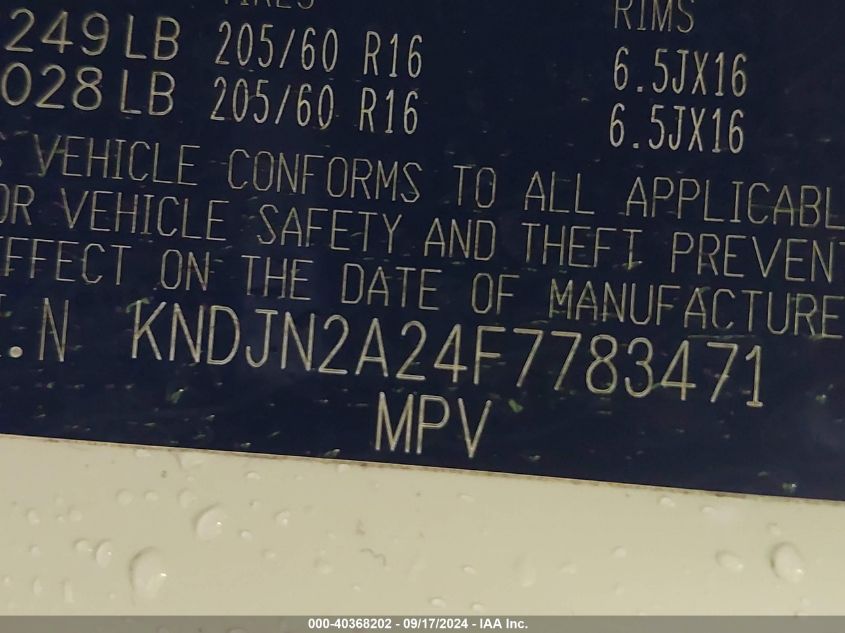 TIRES RIMS
249LB 205/60 R16 6.5JX16
028LB 205/60 R16 6.5JX16
VEHICLE CONFORMS TO ALL APPLICABL
OR VEHICLE SAFETY AND THEFT PREVENT
FFECT ON THE DATE OF MANUFACTURE
.N KNDJN2A24F7783471
MPV
000-40368202 - 09/17/2024 - IAA Inc.